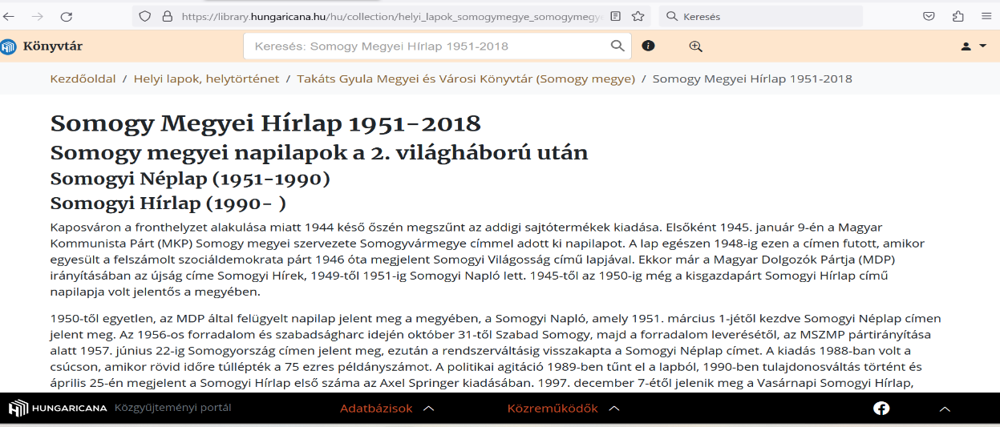 https://library.hungaricana.hu/hu/collection/helyi_lapok_somogymegye_somogymegye
Keresés
Könyvtár
Keresés: Somogy Megyei Hírlap 1951-2018
Kezdőoldal / Helyi lapok, helytörténet / Takáts Gyula Megyei és Városi Könyvtár (Somogy megye) / Somogy Megyei Hírlap 1951-2018
Somogy Megyei Hírlap 1951-2018
Somogy megyei napilapok a 2. világháború után
Somogyi Néplap (1951-1990)
Somogyi Hírlap (1990- )
Kaposváron a fronthelyzet alakulása miatt 1944 késő őszén megszűnt az addigi sajtótermékek kiadása. Elsőként 1945. január 9-én a Magyar
Kommunista Párt (MKP) Somogy megyei szervezete Somogyvármegye címmel adott ki napilapot. A lap egészen 1948-ig ezen a címen futott, amikor
egyesült a felszámolt szociáldemokrata párt 1946 óta megjelent Somogyi Világosság című lapjával. Ekkor már a Magyar Dolgozók Pártja (MDP)
irányításában az újság címe Somogyi Hírek, 1949-től 1951-ig Somogyi Napló lett. 1945-től az 1950-ig még a kisgazdapárt Somogyi Hírlap című
napilapja volt jelentős a megyében.
1950-től egyetlen, az MDP által felügyelt napilap jelent meg a megyében, a Somogyi Napló, amely 1951. március 1-jétől kezdve Somogyi Néplap címen
jelent meg. Az 1956-os forradalom és szabadságharc idején október 31-től Szabad Somogy, majd a forradalom leverésétől, az MSZMP pártirányítása
alatt 1957. június 22-ig Somogyország címen jelent meg, ezután a rendszerváltásig visszakapta a Somogyi Néplap címet. A kiadás 1988-ban volt a
csúcson, amikor rövid időre túllépték a 75 ezres példányszámot. A politikai agitáció 1989-ben tűnt el a lapból, 1990-ben tulajdonosváltás történt és
április 25-én megjelent a Somogyi Hírlap első száma az Axel Springer kiadásában. 1997. december 7-étől jelenik meg a Vasárnapi Somogyi Hírlap,
HUNGARICANA Közgyűjteményi portál Adatbázisok Közreműködők